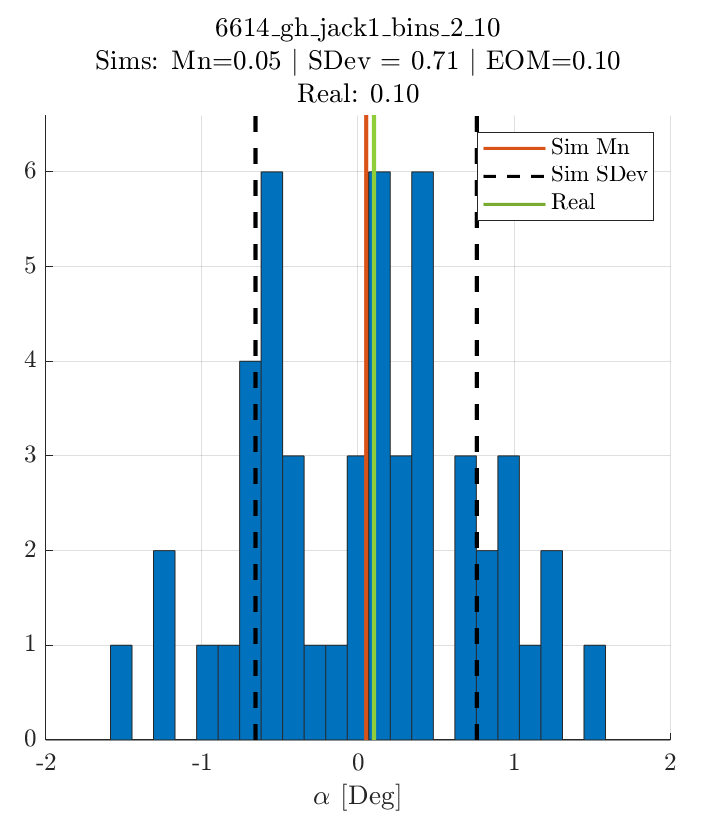 6614_gh_jack1_bins_2_10
Sims: Mn=0.05 | SDev = 0.71 | EOM=0.10
Real: 0.10
Sim Mn
Sim SDev
Real
6
5
4
3
2
1
0
-2 -1 0 1 2
α [Deg]